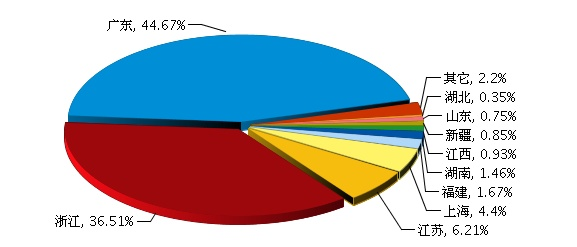 广东, 44.67%
其它, 2.2%
湖北, 0.35%
山东, 0.75%
新疆, 0.85%
江西, 0.93%
湖南, 1.46%
福建, 1.67%
上海, 4.4%
江苏, 6.21%
浙江, 36.51%